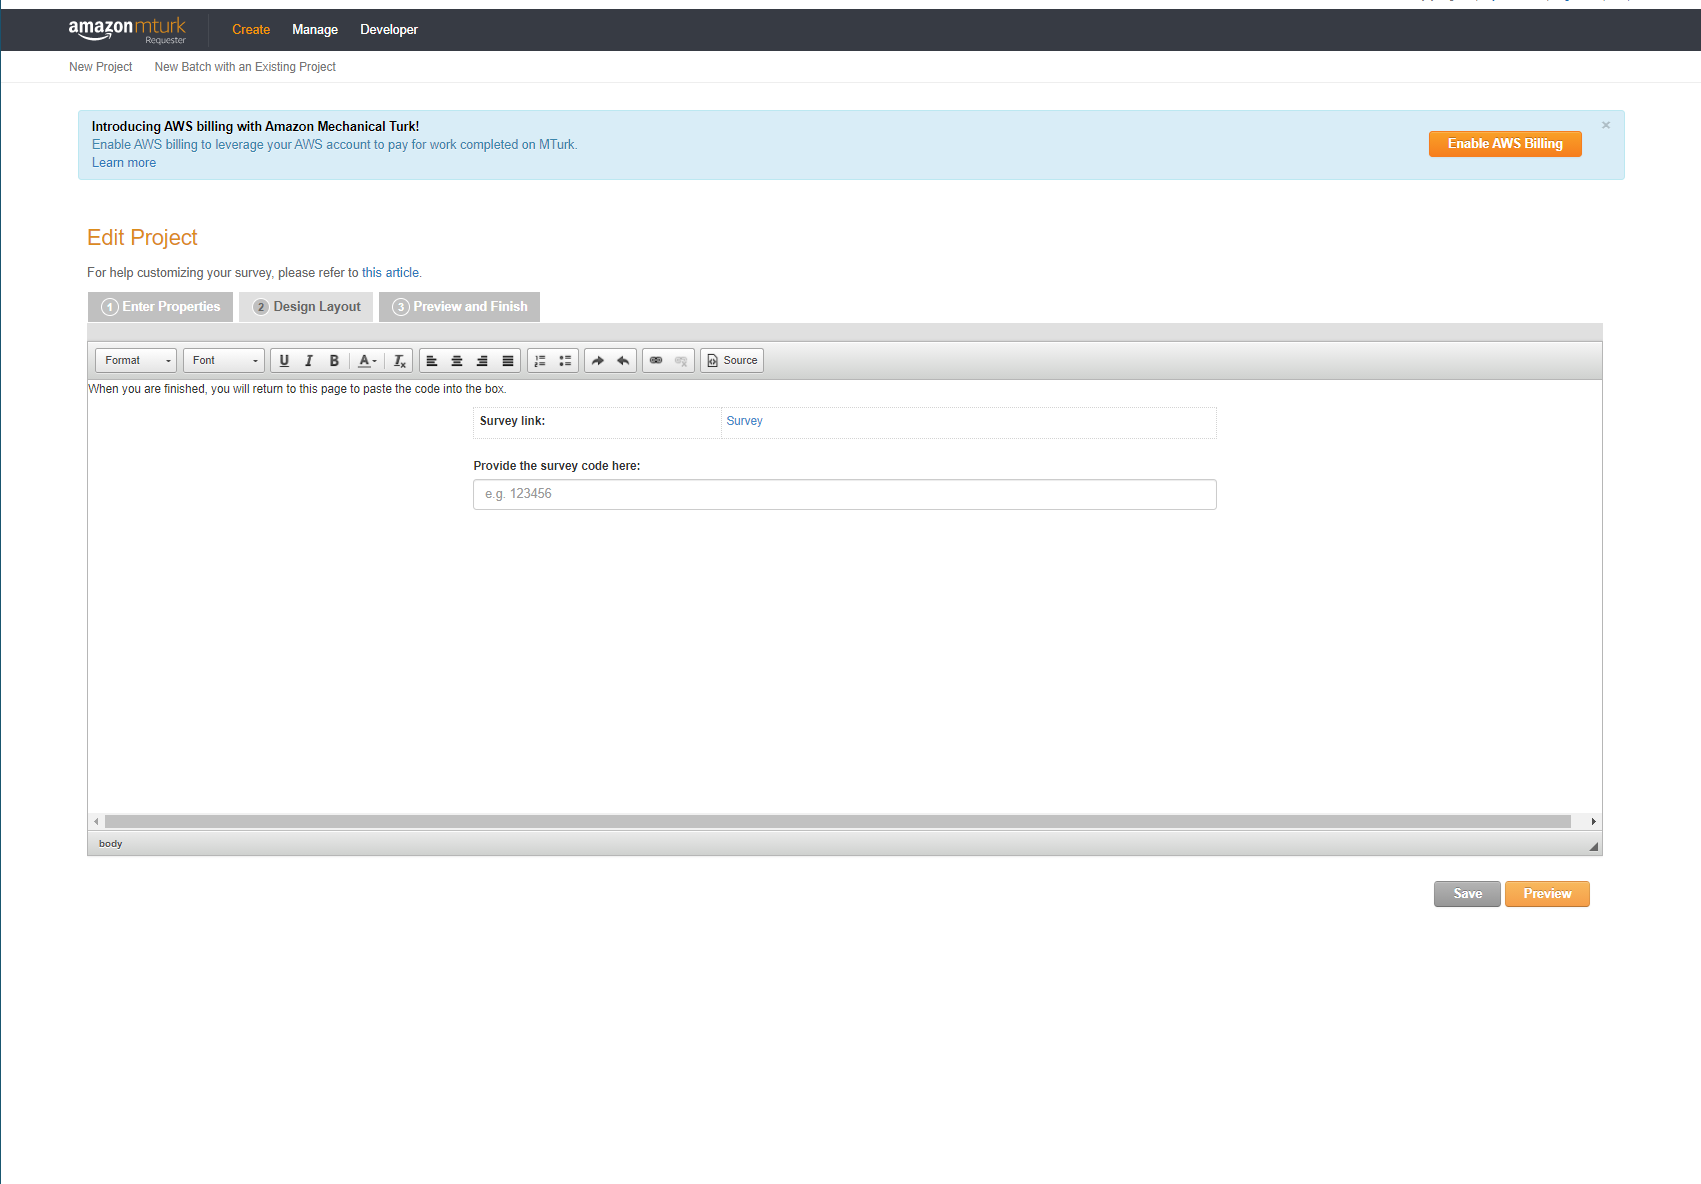 amazonmturk
Requester
Create Manage Developer
New Project New Batch with an Existing Project
Introducing AWS billing with Amazon Mechanical Turk!
Enable AWS billing to leverage your AWS account to pay for work completed on MTurk.
Learn more
Enable AWS Billing
×
Edit Project
For help customizing your survey, please refer to this article.
1 Enter Properties 2 Design Layout 3 Preview and Finish
Format Font U I B A Tx Source
When you are finished, you will return to this page to paste the code into the box.
Survey link: Survey
Provide the survey code here:
e.g. 123456
body
Save Preview